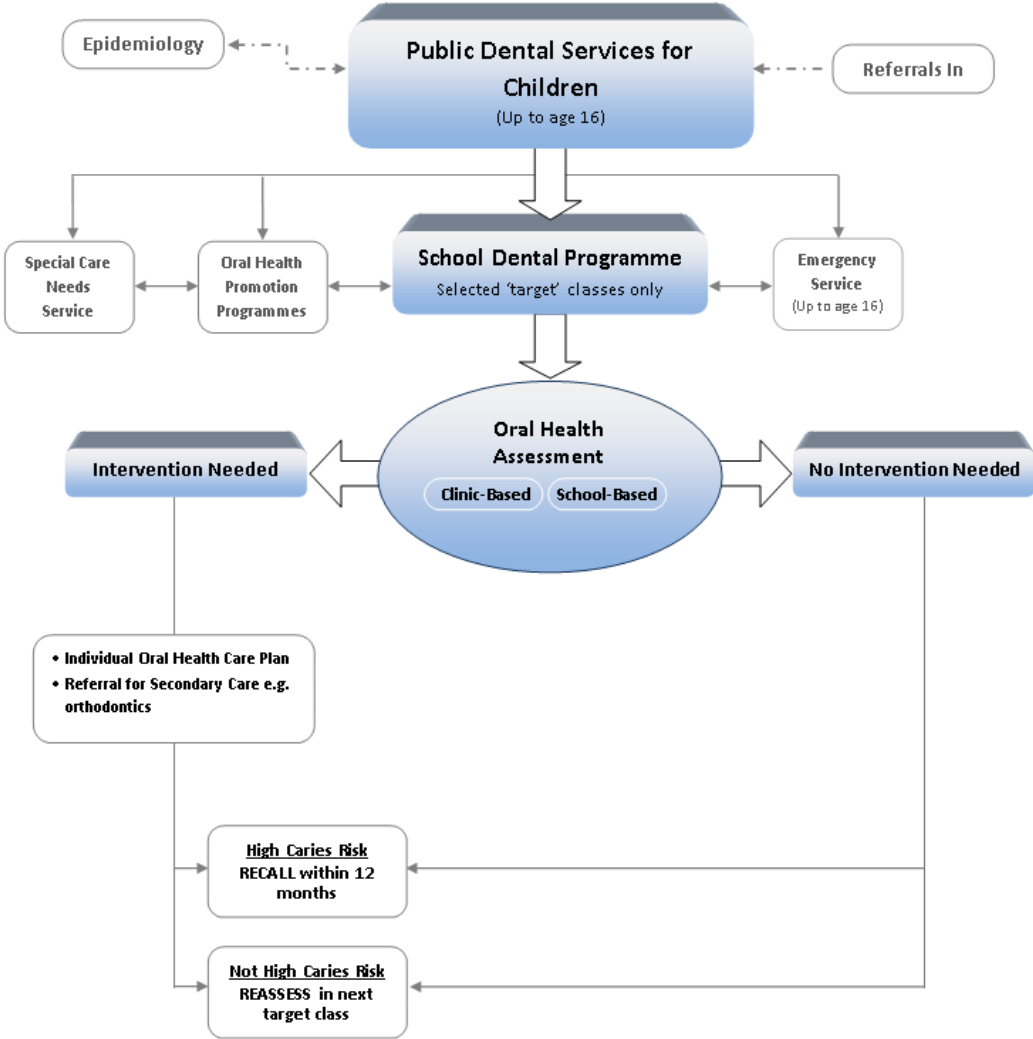 Epidemiology
Public Dental Services for
Children
(Up to age 16)
Referrals In
Special Care
Needs
Service
Oral Health
Promotion
Programmes
School Dental Programme
Selected ‘target’ classes only
Emergency
Service
(Up to age 16)
Oral Health
Assessment
Clinic-Based
School-Based
Intervention Needed
No Intervention Needed
• Individual Oral Health Care Plan
• Referral for Secondary Care e.g.
orthodontics
High Caries Risk
RECALL within 12
months
Not High Caries Risk
REASSESS in next
target class